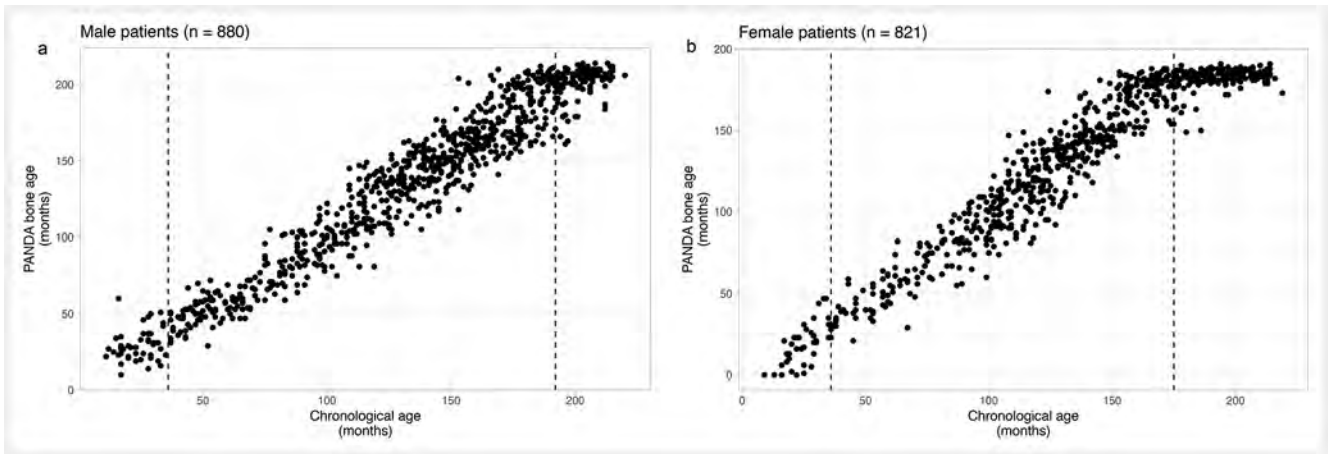 a
Male patients (n = 880)
PANDA bone age
(months)
200
150
100
50
0
50
100
150
200
Chronological age
(months)
b
Female patients (n = 821)
PANDA bone age
(months)
200
150
100
50
0
0
50
100
150
200
Chronological age
(months)